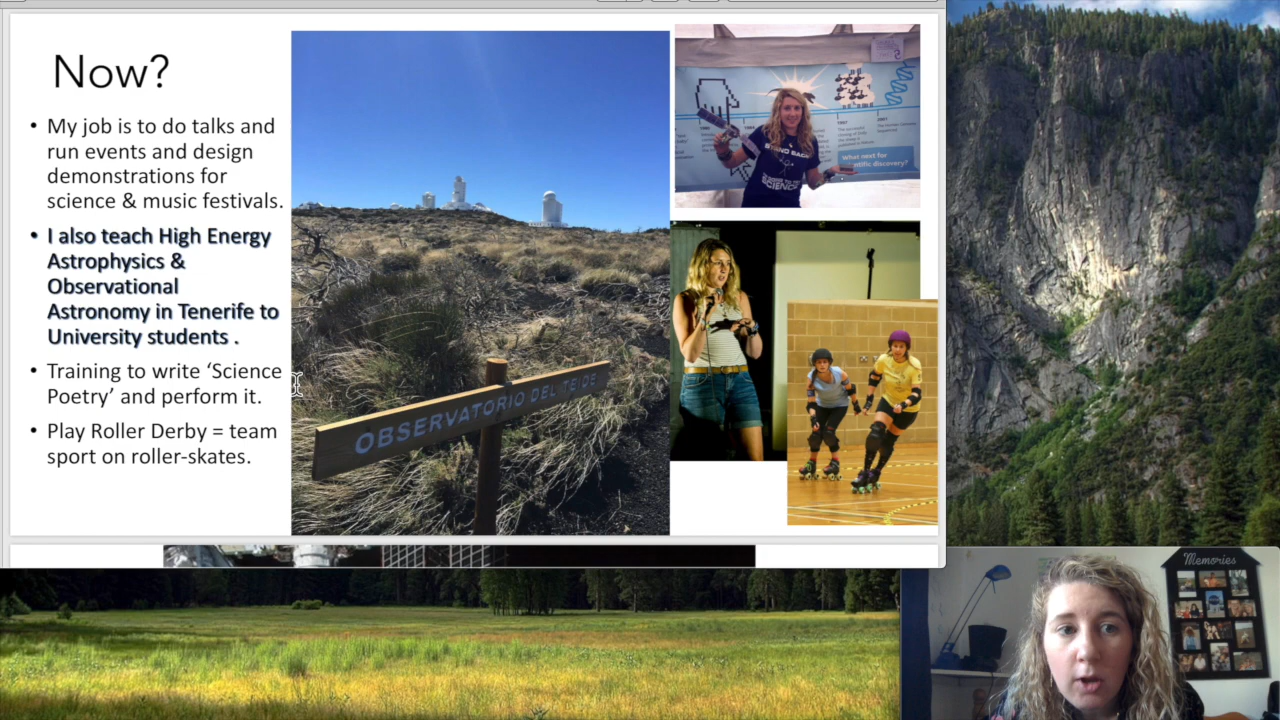 Now?
• My job is to do talks and
run events and design
demonstrations for
science & music festivals.
• I also teach High Energy
Astrophysics &
Observational
Astronomy in Tenerife to
University students .
• Training to write ‘Science
Poetry’ and perform it.
• Play Roller Derby = team
sport on roller-skates.
OBSERVATORIO DEL TEIDE
STAND BACK
SCIENCE
What next for
scientific discovery?
Memories